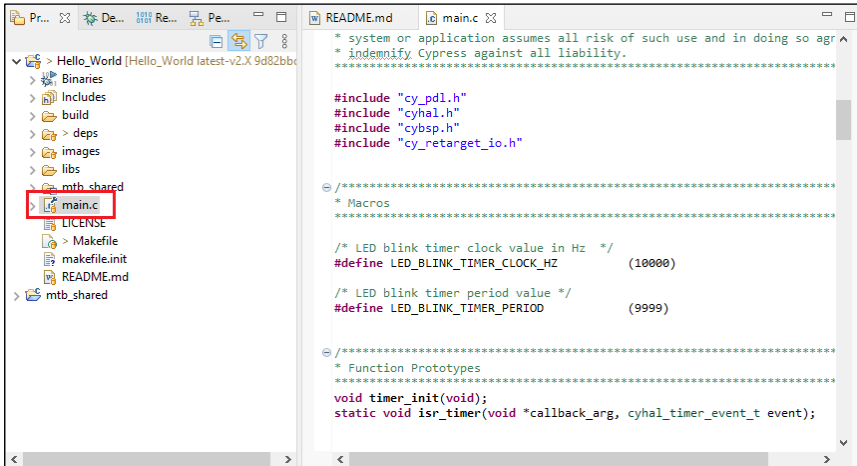 Pr... De... Re... Pe...
> Hello_World [Hello_World latest-v2.X 9d82bbc
Binaries
Includes
build
> deps
images
libs
mtb_shared
main.c
LICENSE
> Makefile
makefile.init
README.md
mtb_shared
README.md main.c
* system or application assumes all risk of such use and in doing so agr
* indemnify Cypress against all liability.
*******************************************************************************
#include "cy_pdl.h"
#include "cyhal.h"
#include "cybsp.h"
#include "cy_retarget_io.h"
/******************************************************************************
* Macros
*******************************************************************************
/* LED blink timer clock value in Hz  */
#define LED_BLINK_TIMER_CLOCK_HZ          (10000)
/* LED blink timer period value */
#define LED_BLINK_TIMER_PERIOD            (9999)
/******************************************************************************
* Function Prototypes
*******************************************************************************
void timer_init(void);
static void isr_timer(void *callback_arg, cyhal_timer_event_t event);